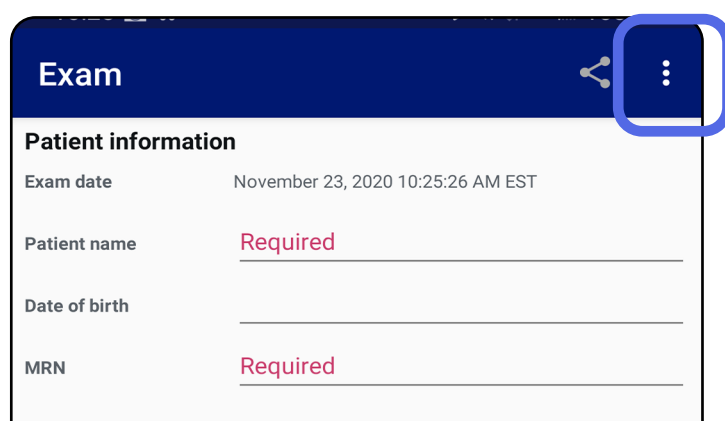 Exam
Patient information
Exam date November 23, 2020 10:25:26 AM EST
Patient name Required
Date of birth
MRN Required